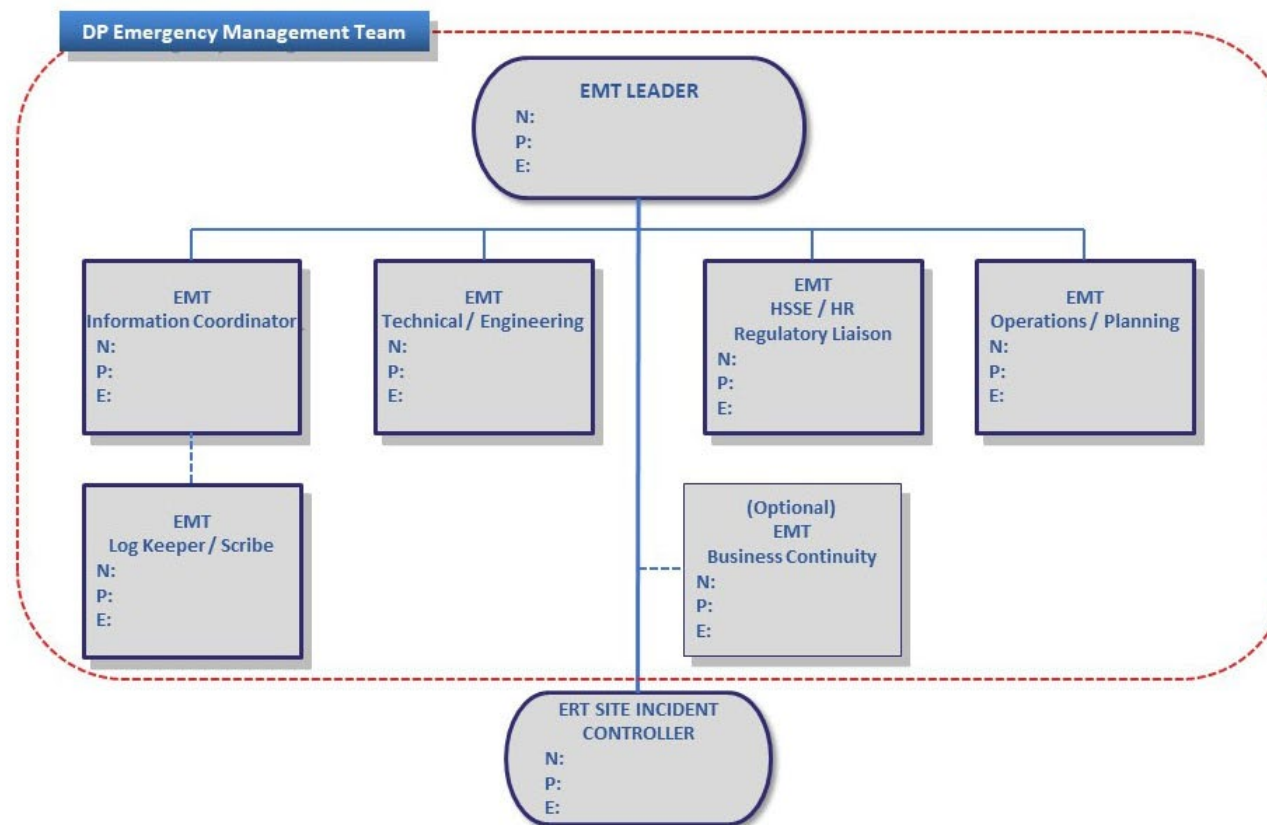 DP Emergency Management Team
EMT LEADER
N:
P:
E:
EMT
Information Coordinator
N:
P:
E:
EMT
Technical / Engineering
N:
P:
E:
EMT
HSSE / HR
Regulatory Liaison
N:
P:
E:
EMT
Operations / Planning
N:
P:
E:
EMT
Log Keeper / Scribe
N:
P:
E:
(Optional)
EMT
Business Continuity
N:
P:
E:
ERT SITE INCIDENT
CONTROLLER
N:
P:
E: